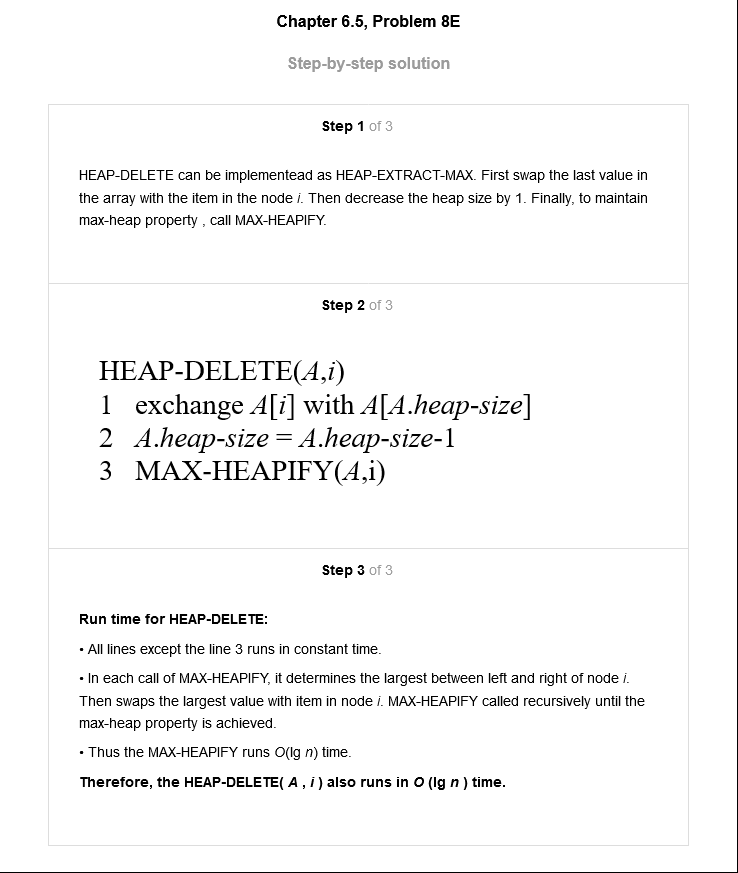 Chapter 6.5, Problem 8E
Step-by-step solution
Step 1 of 3
HEAP-DELETE can be implementead as HEAP-EXTRACT-MAX. First swap the last value in
the array with the item in the node i. Then decrease the heap size by 1. Finally, to maintain
max-heap property , call MAX-HEAPIFY.
Step 2 of 3
HEAP-DELETE(A,i)
1 exchange A[i] with A[A.heap-size]
2 A.heap-size = A.heap-size-1
3 MAX-HEAPIFY(A,i)
Step 3 of 3
Run time for HEAP-DELETE:
• All lines except the line 3 runs in constant time.
• In each call of MAX-HEAPIFY, it determines the largest between left and right of node i.
Then swaps the largest value with item in node i. MAX-HEAPIFY called recursively until the
max-heap property is achieved.
• Thus the MAX-HEAPIFY runs O(lg n) time.
Therefore, the HEAP-DELETE( A , i ) also runs in O (lg n ) time.